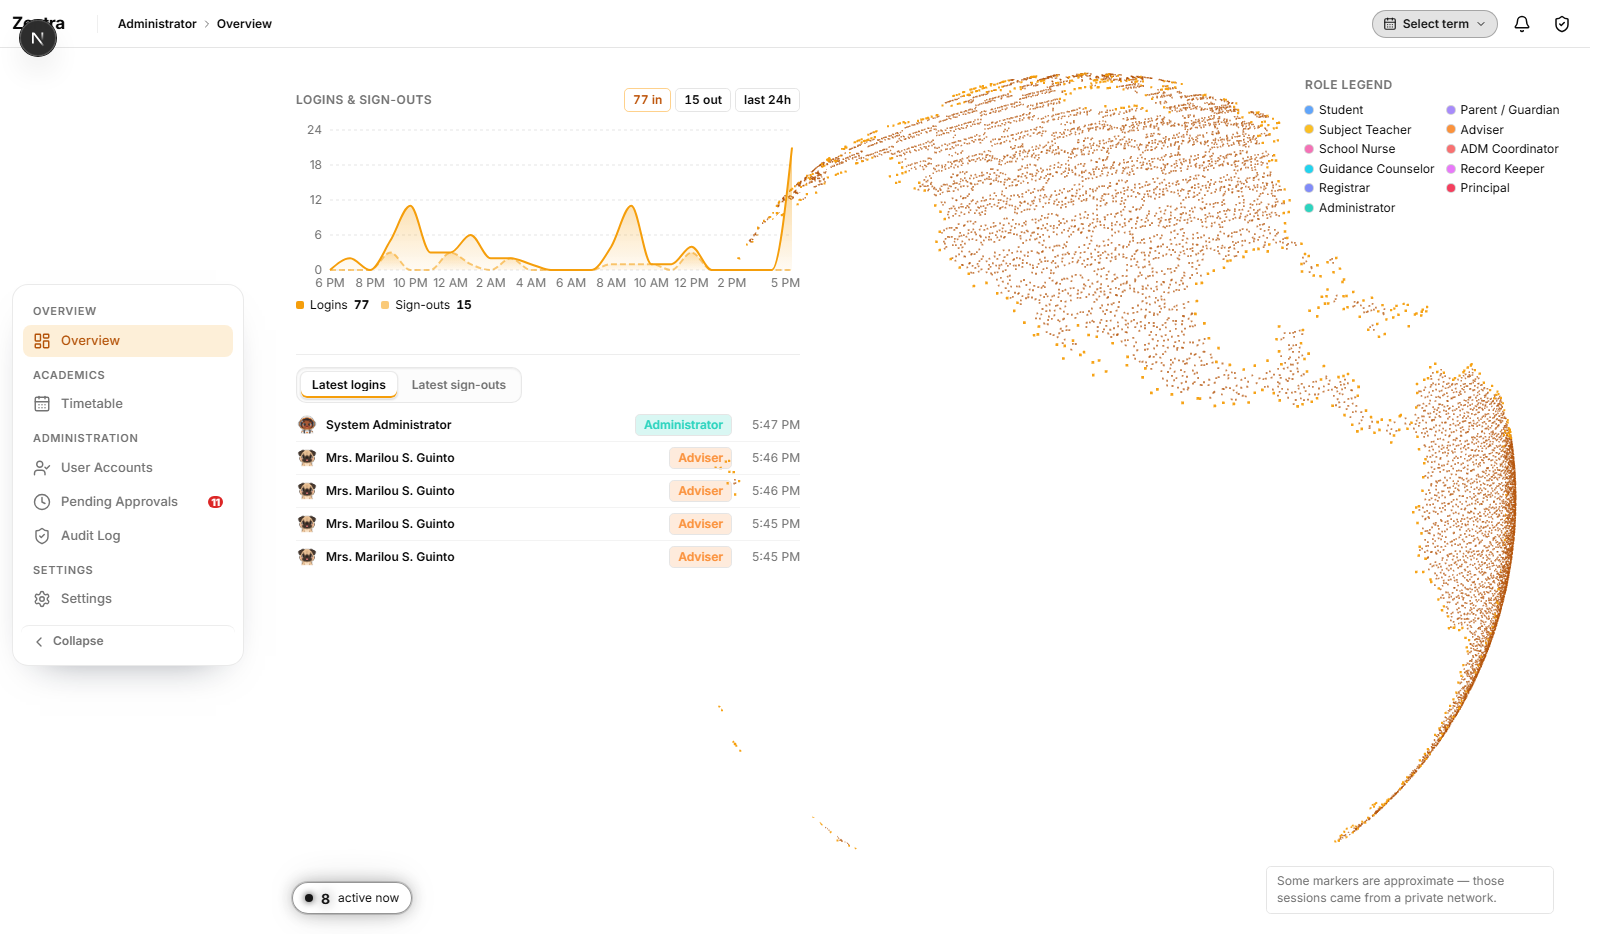 N
Administrator > Overview
Select term
LOGINS & SIGN-OUTS
77 in
15 out
last 24h
24
18
12
6
0
6 PM 8 PM 10 PM 12 AM 2 AM 4 AM 6 AM 8 AM 10 AM 12 PM 2 PM 5 PM
Logins 77 Sign-outs 15
ROLE LEGEND
Student
Parent / Guardian
Subject Teacher
Adviser
School Nurse
ADM Coordinator
Guidance Counselor
Record Keeper
Registrar
Principal
Administrator
OVERVIEW
Overview
ACADEMICS
Timetable
ADMINISTRATION
User Accounts
Pending Approvals 11
Audit Log
SETTINGS
Settings
Collapse
Latest logins
Latest sign-outs
System Administrator Administrator 5:47 PM
Mrs. Marilou S. Guinto Adviser 5:46 PM
Mrs. Marilou S. Guinto Adviser 5:46 PM
Mrs. Marilou S. Guinto Adviser 5:45 PM
Mrs. Marilou S. Guinto Adviser 5:45 PM
8 active now
Some markers are approximate — those
sessions came from a private network.